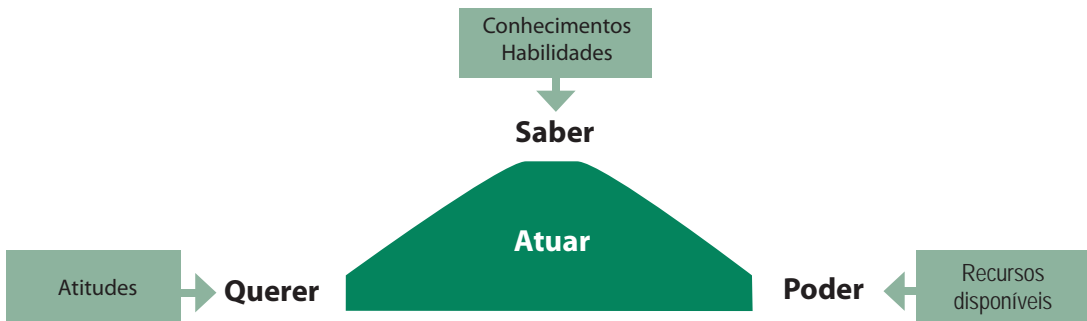 Conhecimentos
Habilidades
Saber
Atuar
Atitudes
Querer
Poder
Recursos
disponíveis